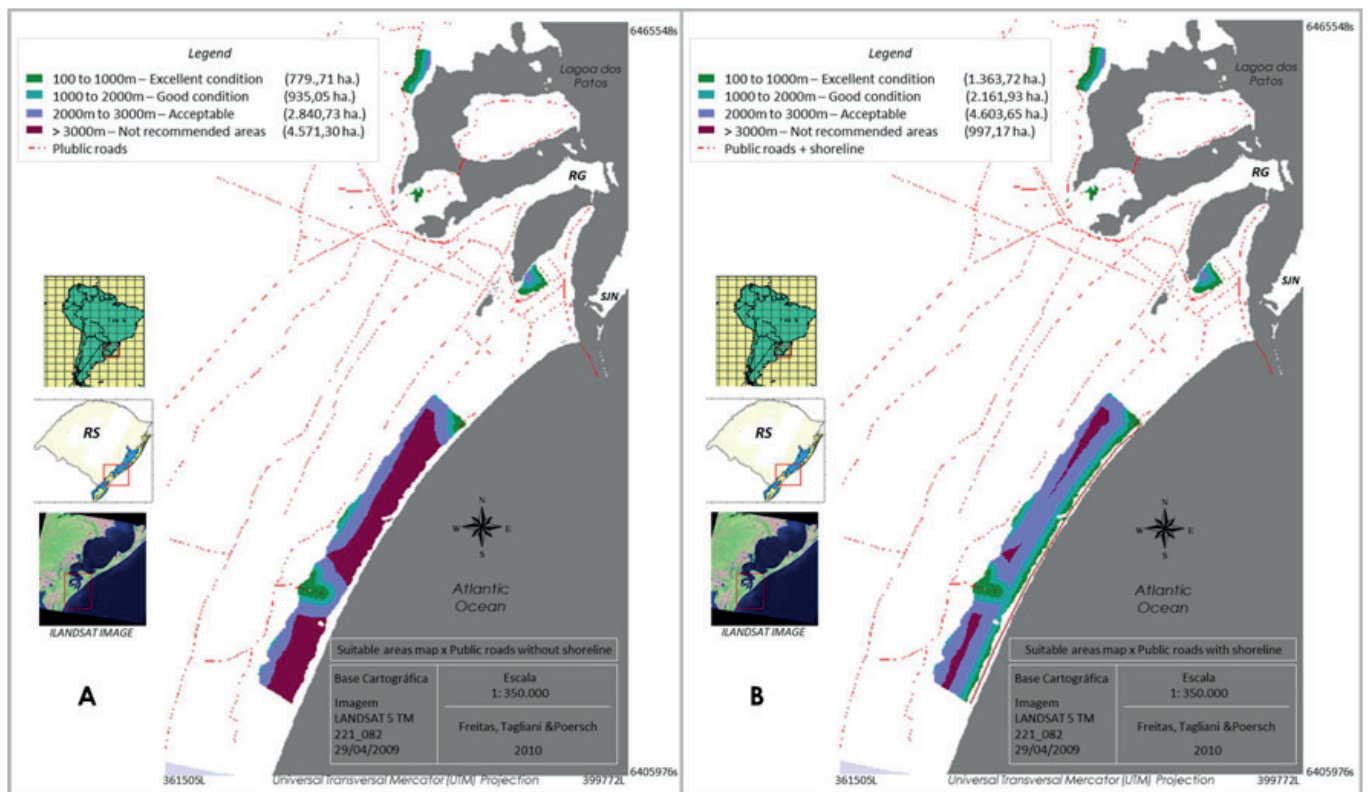 Legend
100 to 1000m – Excellent condition (779.,71 ha.)
1000 to 2000m – Good condition (935,05 ha.)
2000m to 3000m – Acceptable (2.840,73 ha.)
> 3000m – Not recommended areas (4.571,30 ha.)
Plublic roads
6465548s
Lagoa dos
Patos
RG
SJN
RS
ILANDSAT IMAGE
N
W E
S
Atlantic
Ocean
Suitable areas map x Public roads without shoreline
Base Cartográfica
Imagem
LANDSAT 5 TM
221_082
29/04/2009
Escala
1: 350.000
Freitas, Tagliani &Poersch
2010
A
361505L
Universal Transversal Mercator (UTM) Projection
399772L
6405976s
Legend
100 to 1000m – Excellent condition (1.363,72 ha.)
1000 to 2000m – Good condition (2.161,93 ha.)
2000m to 3000m – Acceptable (4.603,65 ha.)
> 3000m – Not recommended areas (997,17 ha.)
Public roads + shoreline
6465548s
Lagoa dos
Patos
RG
SJN
RS
ILANDSAT IMAGE
N
W E
S
Atlantic
Ocean
Suitable areas map x Public roads with shoreline
Base Cartográfica
Imagem
LANDSAT 5 TM
221_082
29/04/2009
Escala
1: 350.000
Freitas, Tagliani &Poersch
2010
B
361505L
Universal Transversal Mercator (UTM) Projection
399772L
6405976s